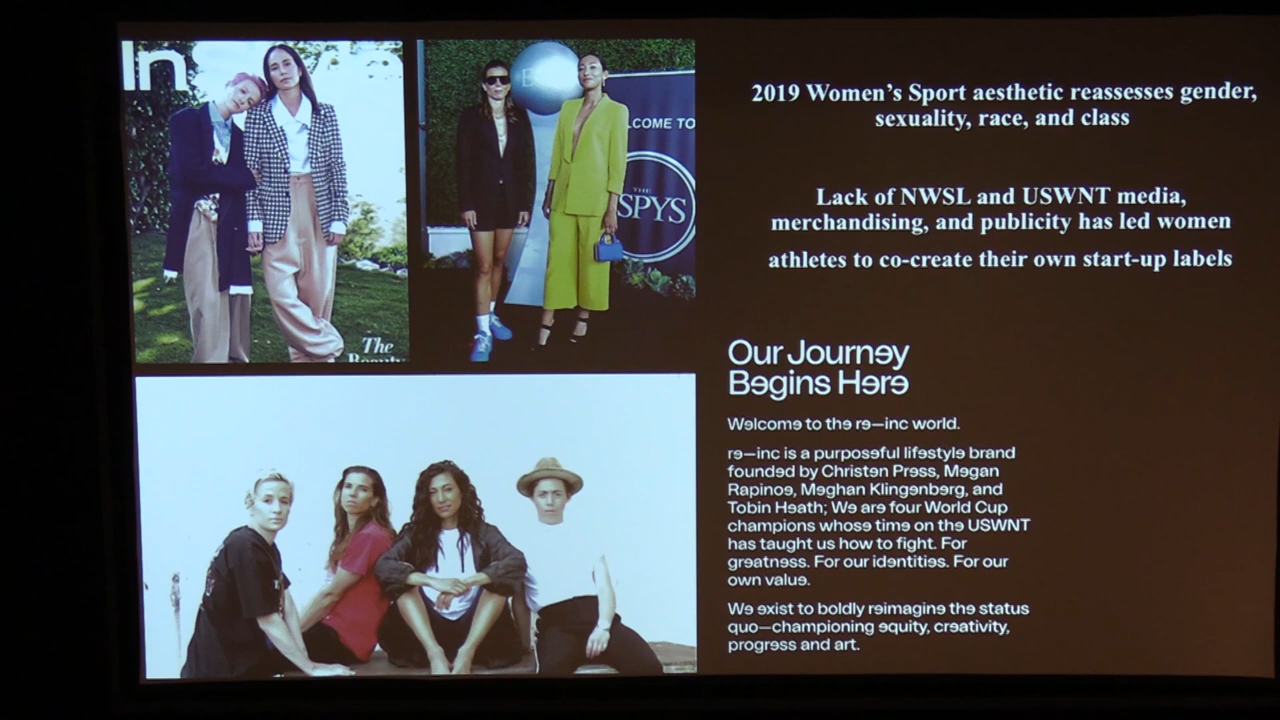 In
The
Beauty
E
LCOME TO
THE
SPYS
2019 Women's Sport aesthetic reassesses gender,
sexuality, race, and class
Lack of NWSL and USWNT media,
merchandising, and publicity has led women
athletes to co-create their own start-up labels
Our Journey
Begins Here
Welcome to the re—inc world.
re—inc is a purposeful lifestyle brand
founded by Christen Press, Megan
Rapinoe, Meghan Klingenberg, and
Tobin Heath; We are four World Cup
champions whose time on the USWNT
has taught us how to fight. For
greatness. For our identities. For our
own value.
We exist to boldly reimagine the status
quo—championing equity, creativity,
progress and art.